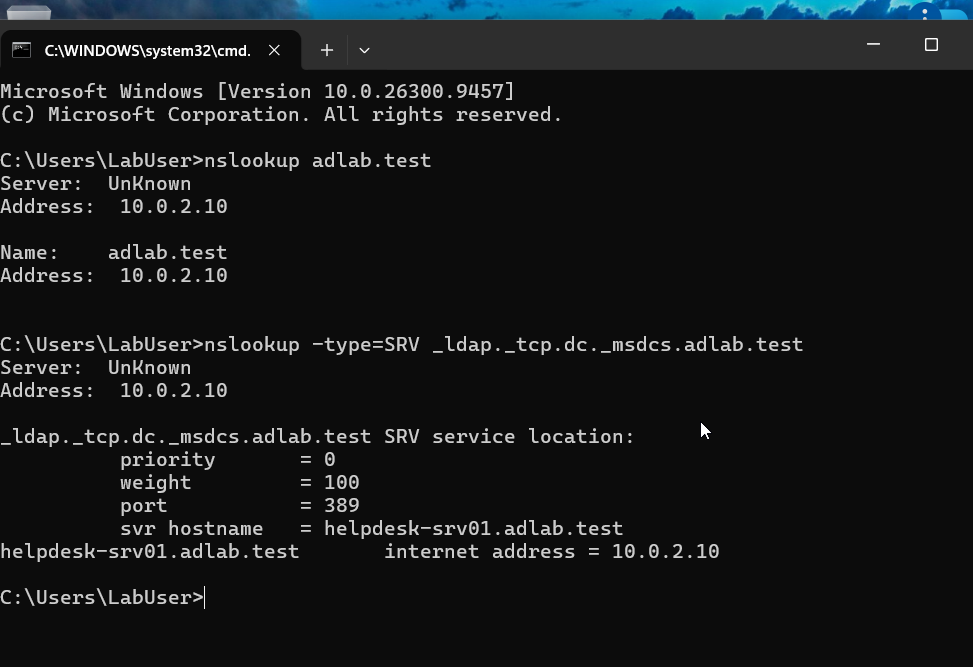 C:\WINDOWS\system32\cmd.
Microsoft Windows [Version 10.0.26300.9457]
(c) Microsoft Corporation. All rights reserved.
C:\Users\LabUser>nslookup adlab.test
Server:  UnKnown
Address:  10.0.2.10
Name:    adlab.test
Address:  10.0.2.10
C:\Users\LabUser>nslookup -type=SRV _ldap._tcp.dc._msdcs.adlab.test
Server:  UnKnown
Address:  10.0.2.10
_ldap._tcp.dc._msdcs.adlab.test SRV service location:
          priority       = 0
          weight         = 100
          port           = 389
          svr hostname   = helpdesk-srv01.adlab.test
helpdesk-srv01.adlab.test       internet address = 10.0.2.10
C:\Users\LabUser>